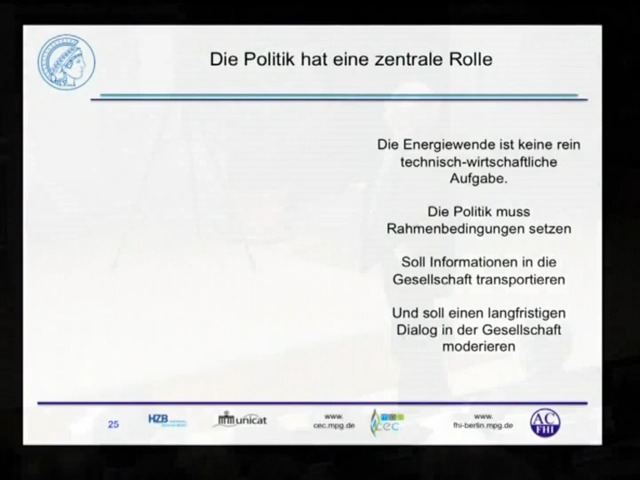 Die Politik hat eine zentrale Rolle
Die Energiewende ist keine rein
technisch-wirtschaftliche
Aufgabe.
Die Politik muss
Rahmenbedingungen setzen
Soll Informationen in die
Gesellschaft transportieren
Und soll einen langfristigen
Dialog in der Gesellschaft
moderieren
25
HZB
unicat
www.
cec.mpg.de
cec
www.
fhi-berlin.mpg.de
AC
FHI